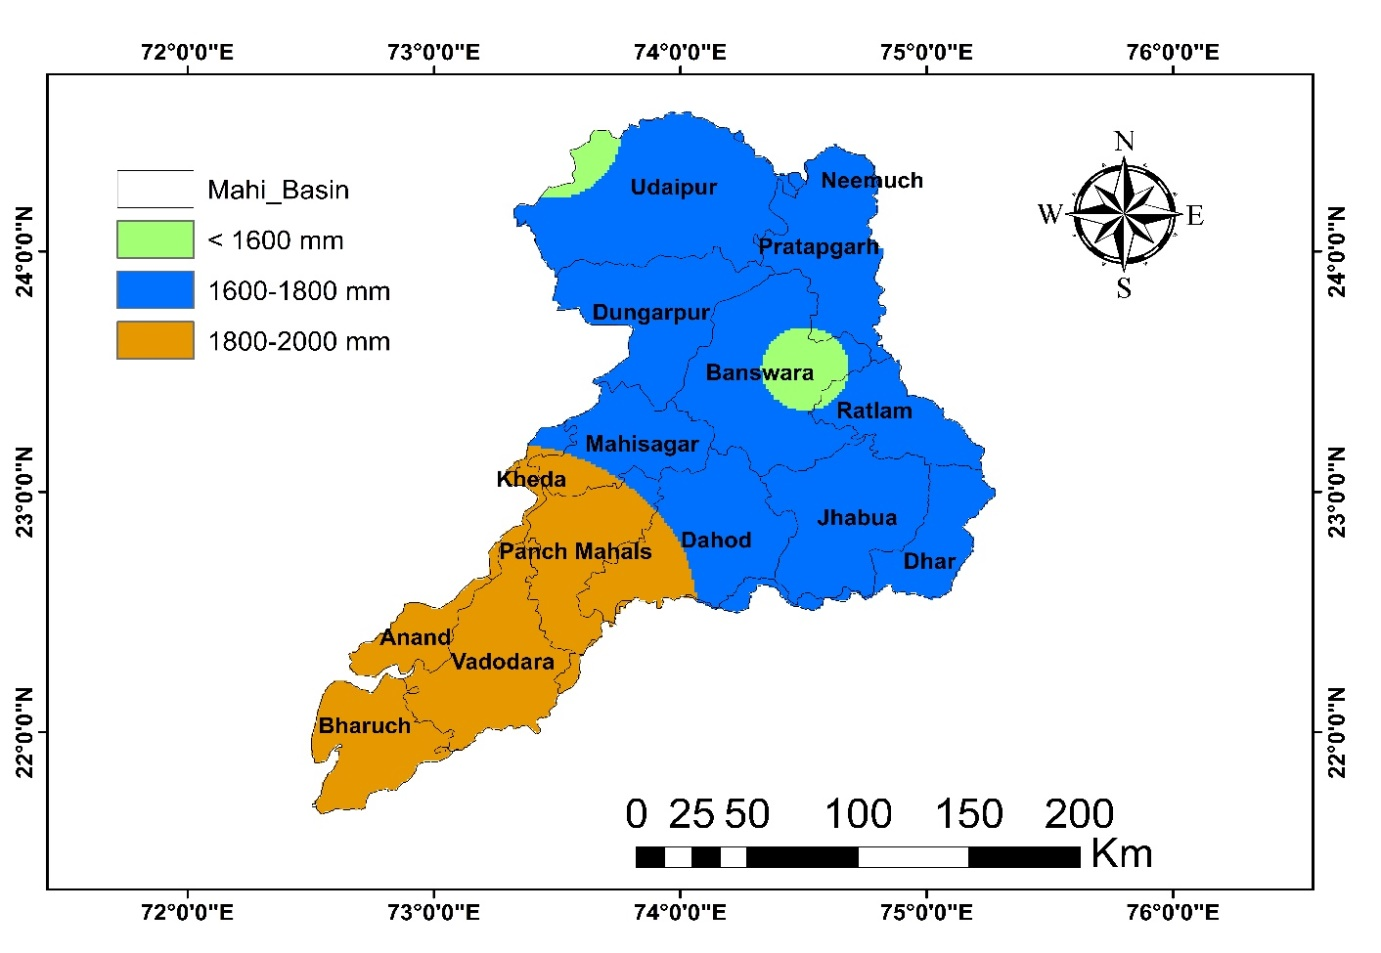 72°0'0"E 73°0'0"E 74°0'0"E 75°0'0"E 76°0'0"E
N
W E
S
Mahi_Basin
< 1600 mm
1600-1800 mm
1800-2000 mm
24°0'0"N 24°0'0"N
23°0'0"N 23°0'0"N
22°0'0"N 22°0'0"N
Udaipur
Neemuch
Pratapgarh
Dungarpur
Banswara
Ratlam
Mahisagar
Kheda
Jhabua
Dahod
Panch Mahals
Dhar
Anand
Vadodara
Bharuch
0 25 50 100 150 200
Km
72°0'0"E 73°0'0"E 74°0'0"E 75°0'0"E 76°0'0"E